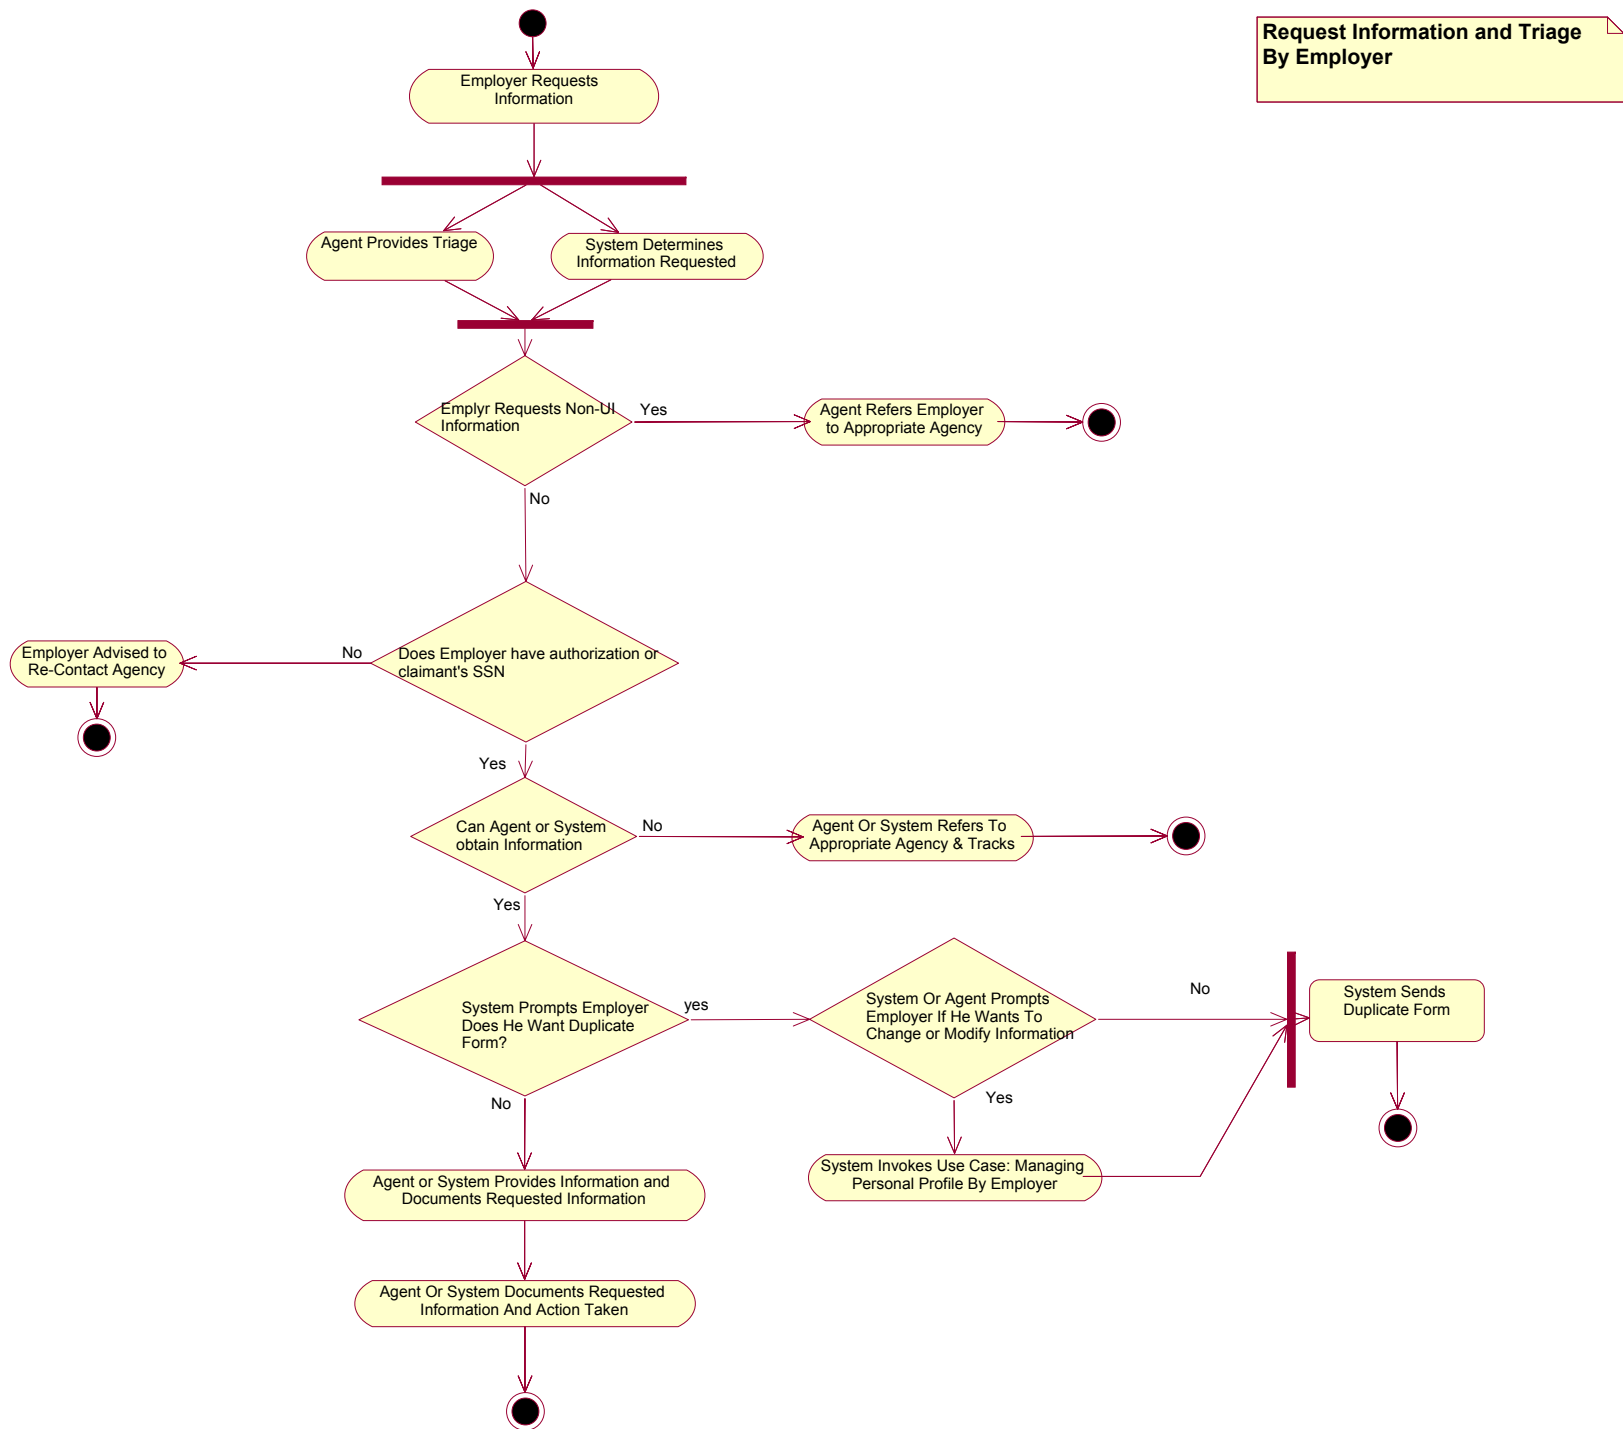 Request Information and Triage
By Employer
Employer Requests
Information
Agent Provides Triage
System Determines
Information Requested
Emplyr Requests Non-UI
Information
Yes
Agent Refers Employer
to Appropriate Agency
No
Employer Advised to
Re-Contact Agency
No
Does Employer have authorization or
claimant's SSN
Yes
Can Agent or System
obtain Information
No
Agent Or System Refers To
Appropriate Agency & Tracks
Yes
System Prompts Employer
Does He Want Duplicate
Form?
yes
System Or Agent Prompts
Employer If He Wants To
Change or Modify Information
No
System Sends
Duplicate Form
No
Yes
System Invokes Use Case: Managing
Personal Profile By Employer
Agent or System Provides Information and
Documents Requested Information
Agent Or System Documents Requested
Information And Action Taken